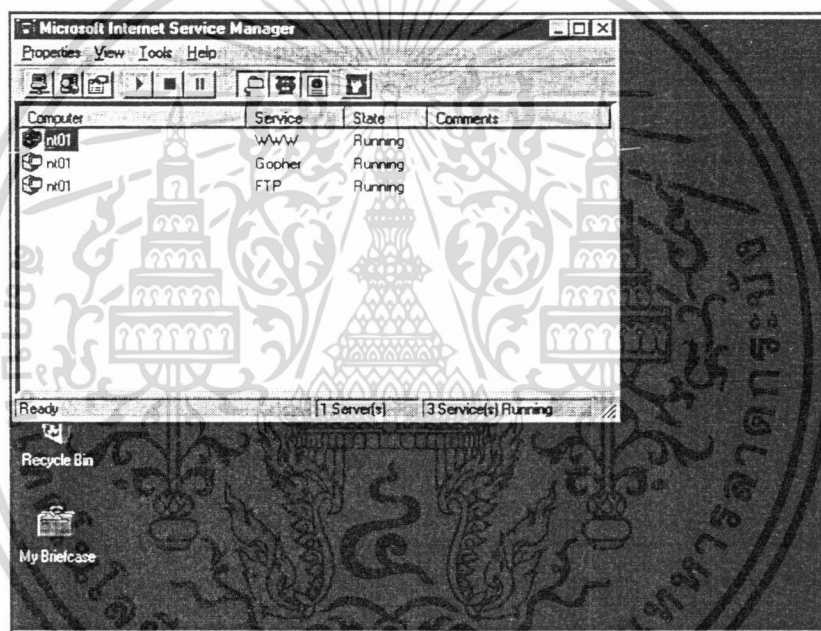 Microsoft Internet Service Manager
Properties View Tools Help
Computer Service State Comments
nt01 WWW Running
nt01 Gopher Running
nt01 FTP Running
Ready 1 Server(s) 3 Service(s) Running
Recycle Bin
My Briefcase